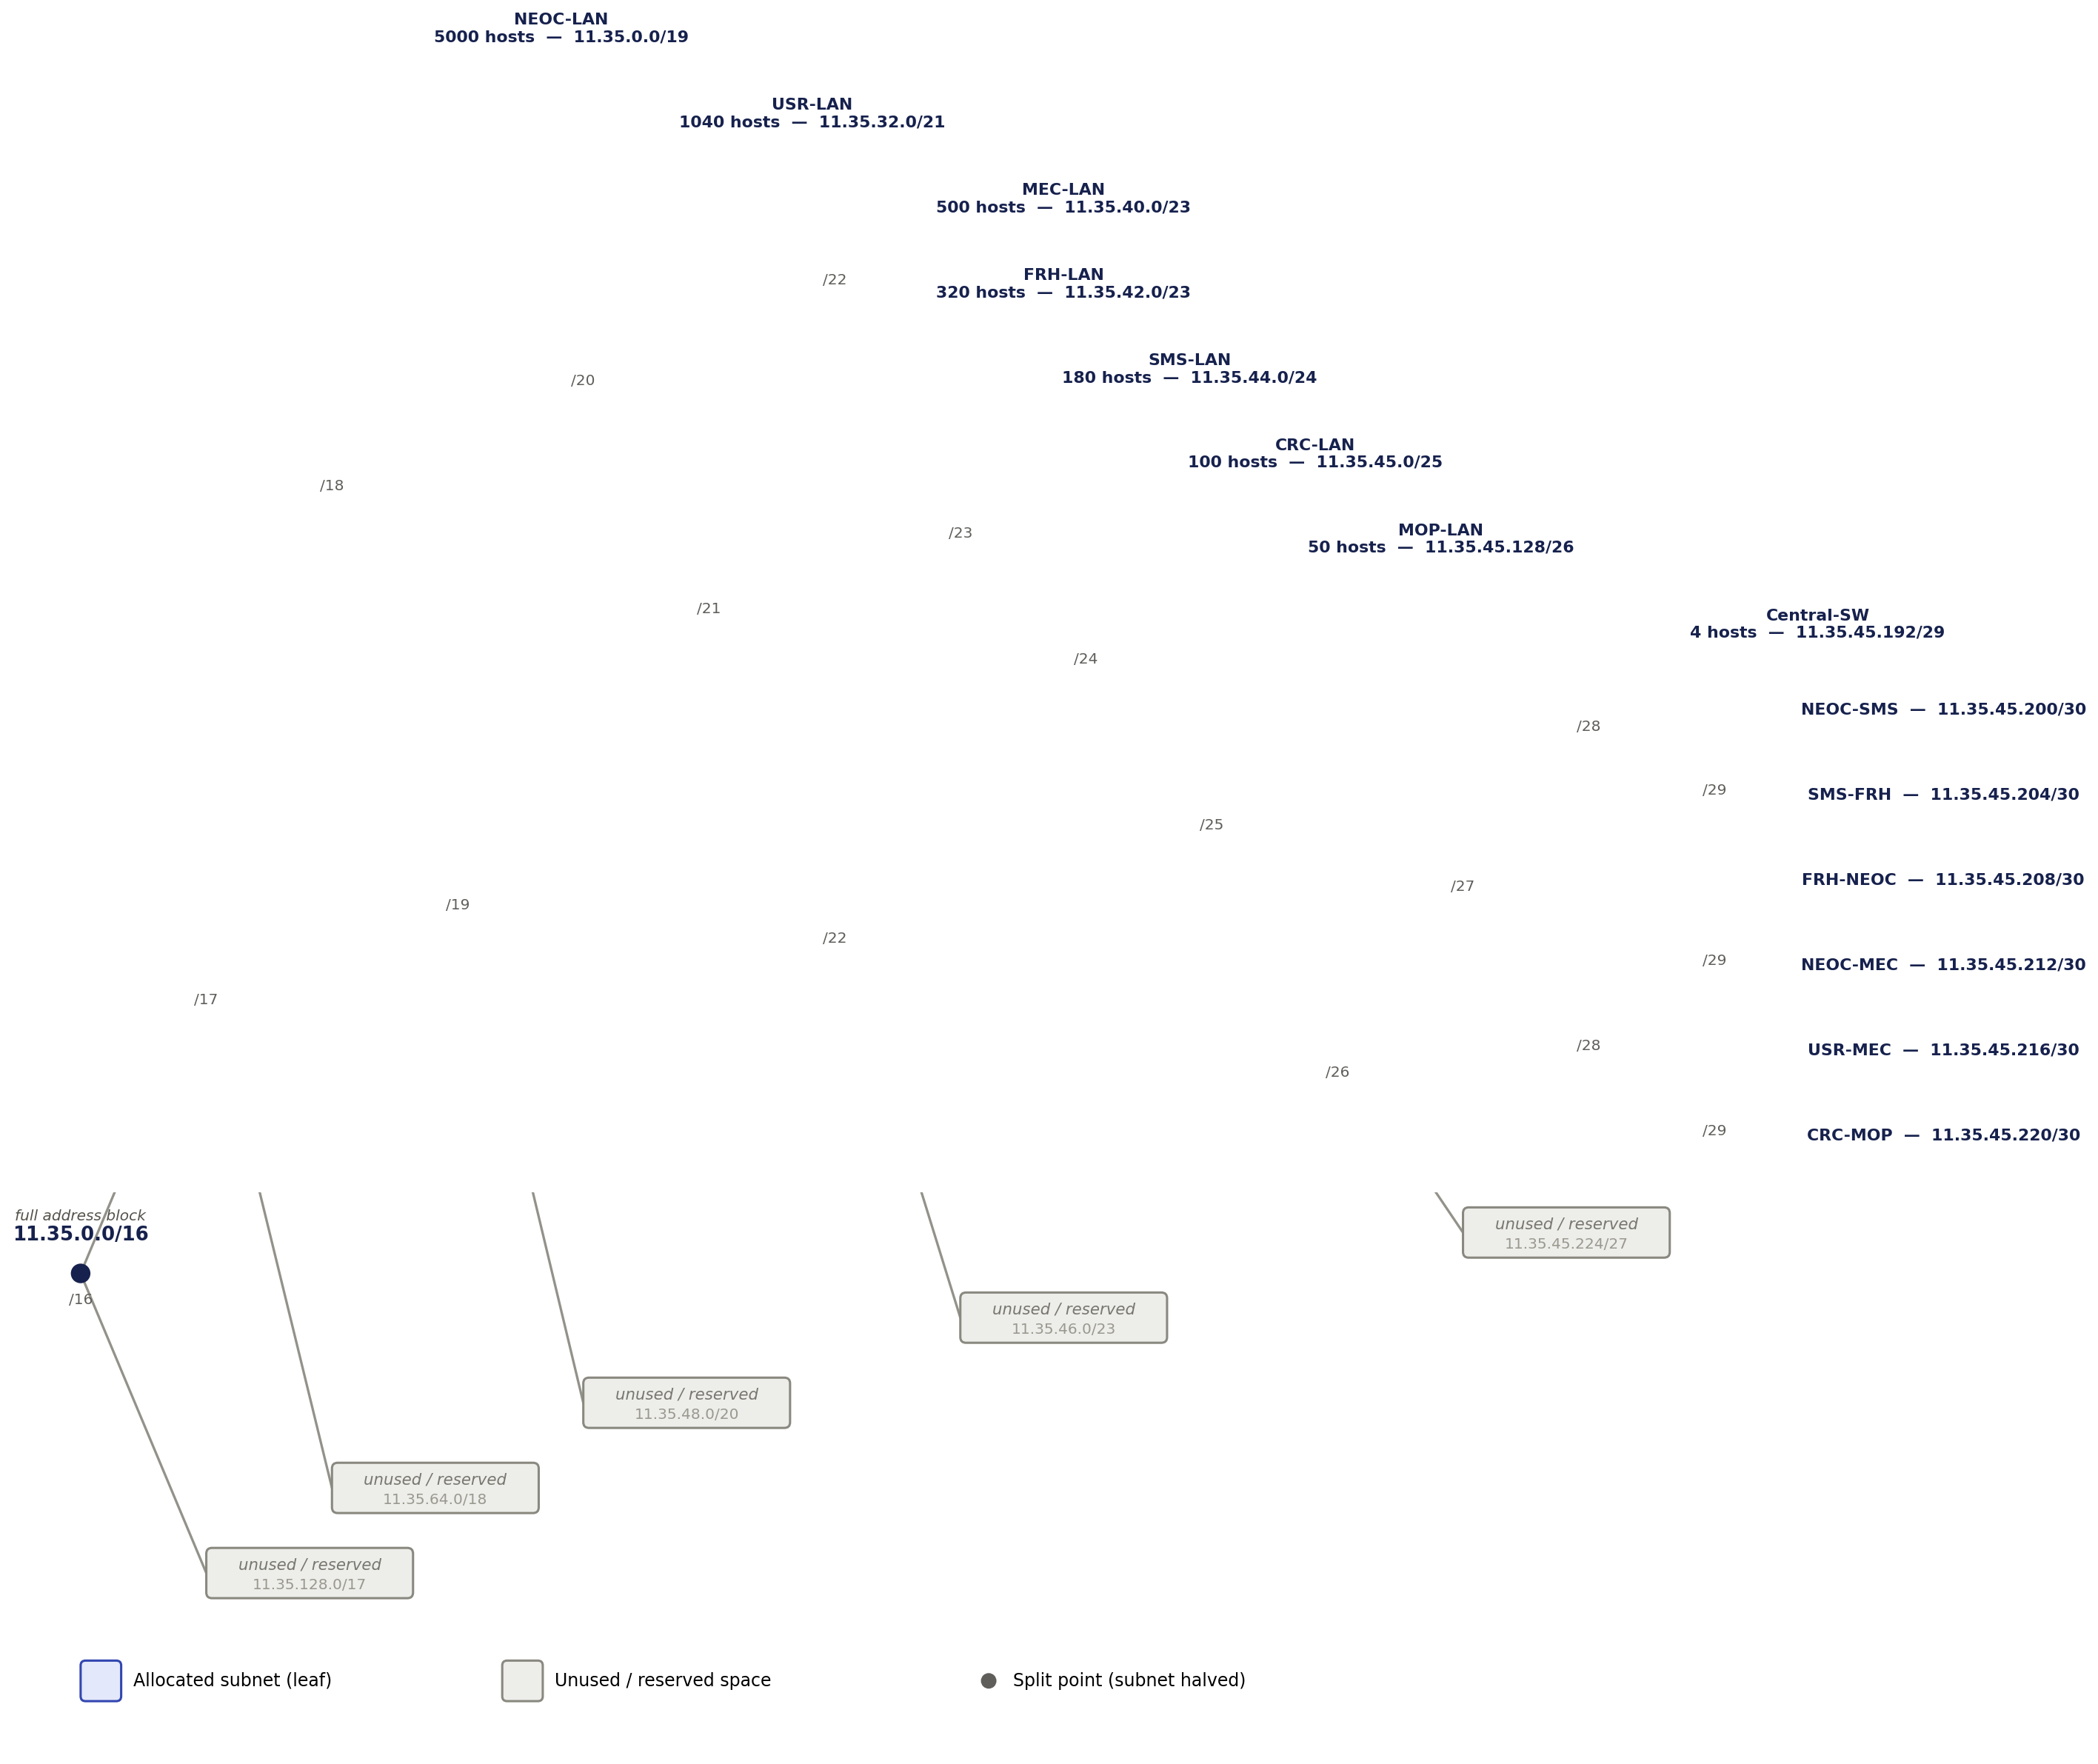 NEOC-LAN
5000 hosts — 11.35.0.0/19
USR-LAN
1040 hosts — 11.35.32.0/21
MEC-LAN
500 hosts — 11.35.40.0/23
/22
FRH-LAN
320 hosts — 11.35.42.0/23
SMS-LAN
180 hosts — 11.35.44.0/24
/20
CRC-LAN
100 hosts — 11.35.45.0/25
/18
/23
MOP-LAN
50 hosts — 11.35.45.128/26
/21
Central-SW
4 hosts — 11.35.45.192/29
/24
NEOC-SMS — 11.35.45.200/30
/28
/29
SMS-FRH — 11.35.45.204/30
/25
/27
FRH-NEOC — 11.35.45.208/30
/19
/22
/29
NEOC-MEC — 11.35.45.212/30
/17
/28
USR-MEC — 11.35.45.216/30
/26
/29
CRC-MOP — 11.35.45.220/30
full address block
11.35.0.0/16
/16
unused / reserved
11.35.45.224/27
unused / reserved
11.35.46.0/23
unused / reserved
11.35.48.0/20
unused / reserved
11.35.64.0/18
unused / reserved
11.35.128.0/17
Allocated subnet (leaf)
Unused / reserved space
Split point (subnet halved)